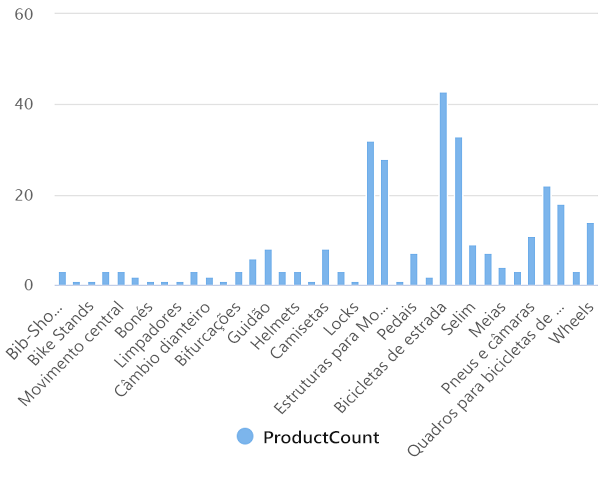 60
40
20
0
Bib-Sho...
Bike Stands
Movimento central
Bonés
Limpadores
Câmbio dianteiro
Bifurcações
Guidão
Helmets
Camisetas
Locks
Estruturas para Mo...
Pedais
Bicicletas de estrada
Selim
Meias
Pneus e câmaras
Quadros para bicicletas de ...
Wheels
ProductCount